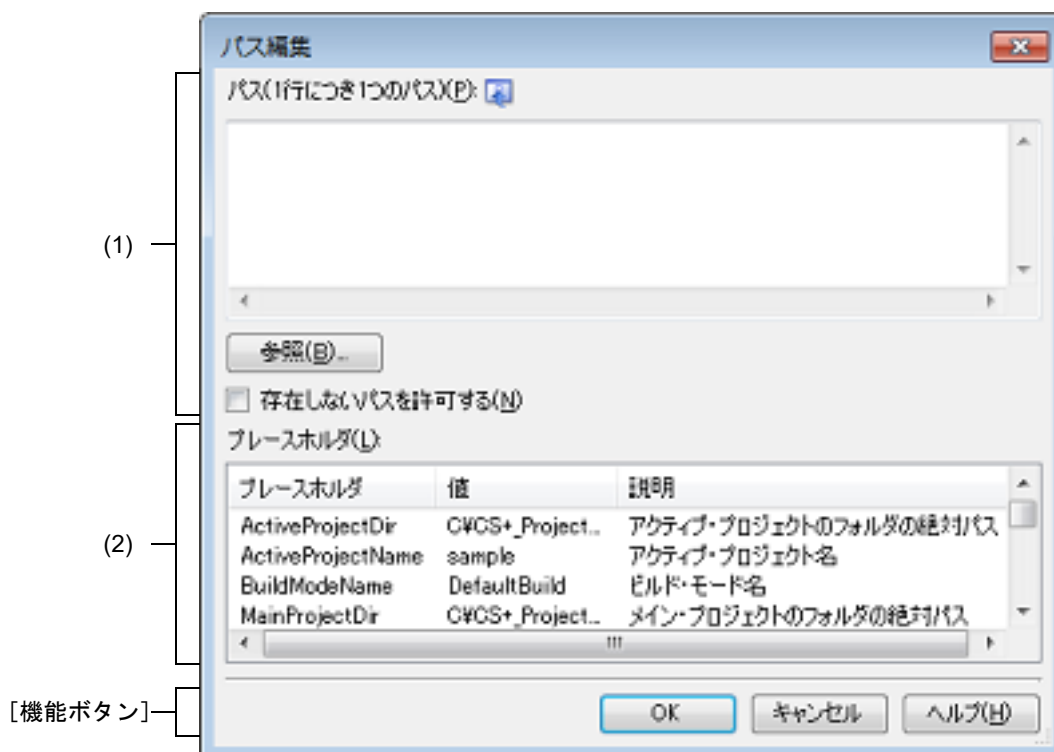 パス編集
パス(1行につき1つのパス)(P):
(1)
参照(B)...
存在しないパスを許可する(N)
プレースホルダ(L):
プレースホルダ 値 説明
ActiveProjectDir C:¥CS+_Project... アクティブ・プロジェクトのフォルダの絶対パス
(2)
ActiveProjectName sample アクティブ・プロジェクト名
BuildModeName DefaultBuild ビルド・モード名
MainProjectDir C:¥CS+_Project... メイン・プロジェクトのフォルダの絶対パス
[機能ボタン]
OK キャンセル ヘルプ(H)